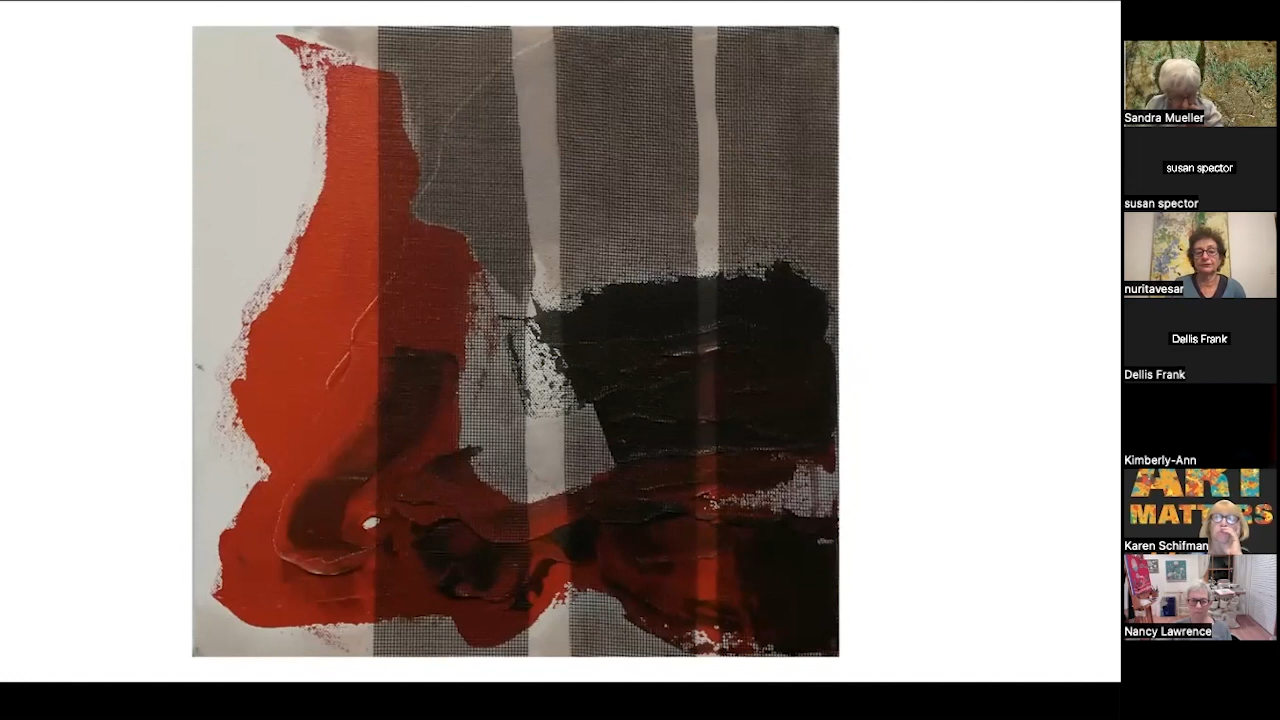 Sandra Mueller
susan spector
susan spector
nuritavesar
Dellis Frank
Dellis Frank
Kimberly-Ann
ART
MATTERS
Karen Schifman
Nancy Lawrence